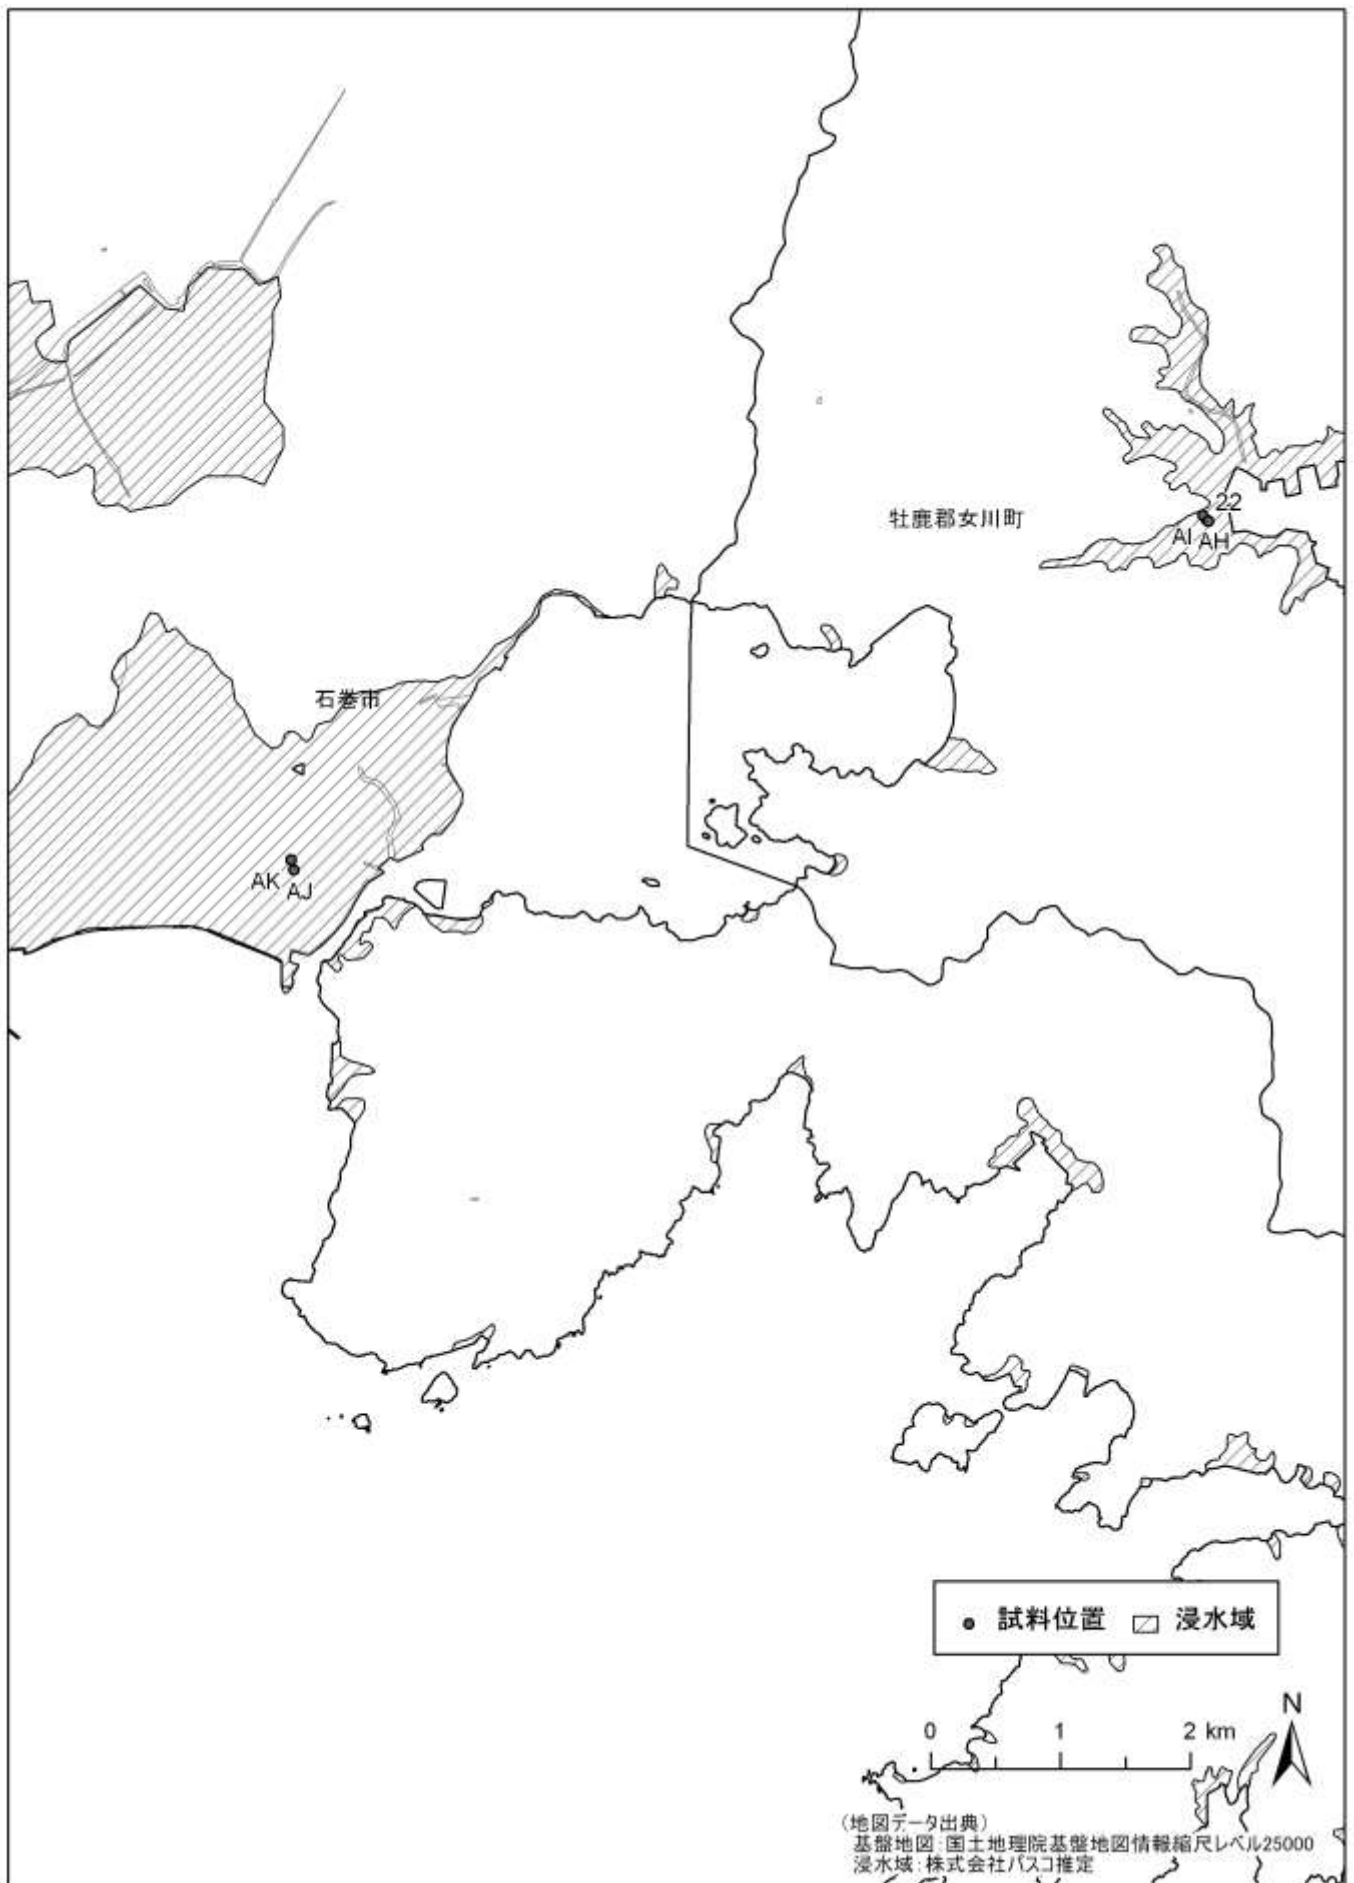 22
牡鹿郡女川町
AI AH
石巻市
AK AJ
試料位置 浸水域
N
0 1 2 km
(地図データ出典)
基盤地図:国土地理院基盤地図情報縮尺レベル25000
浸水域:株式会社パスコ推定